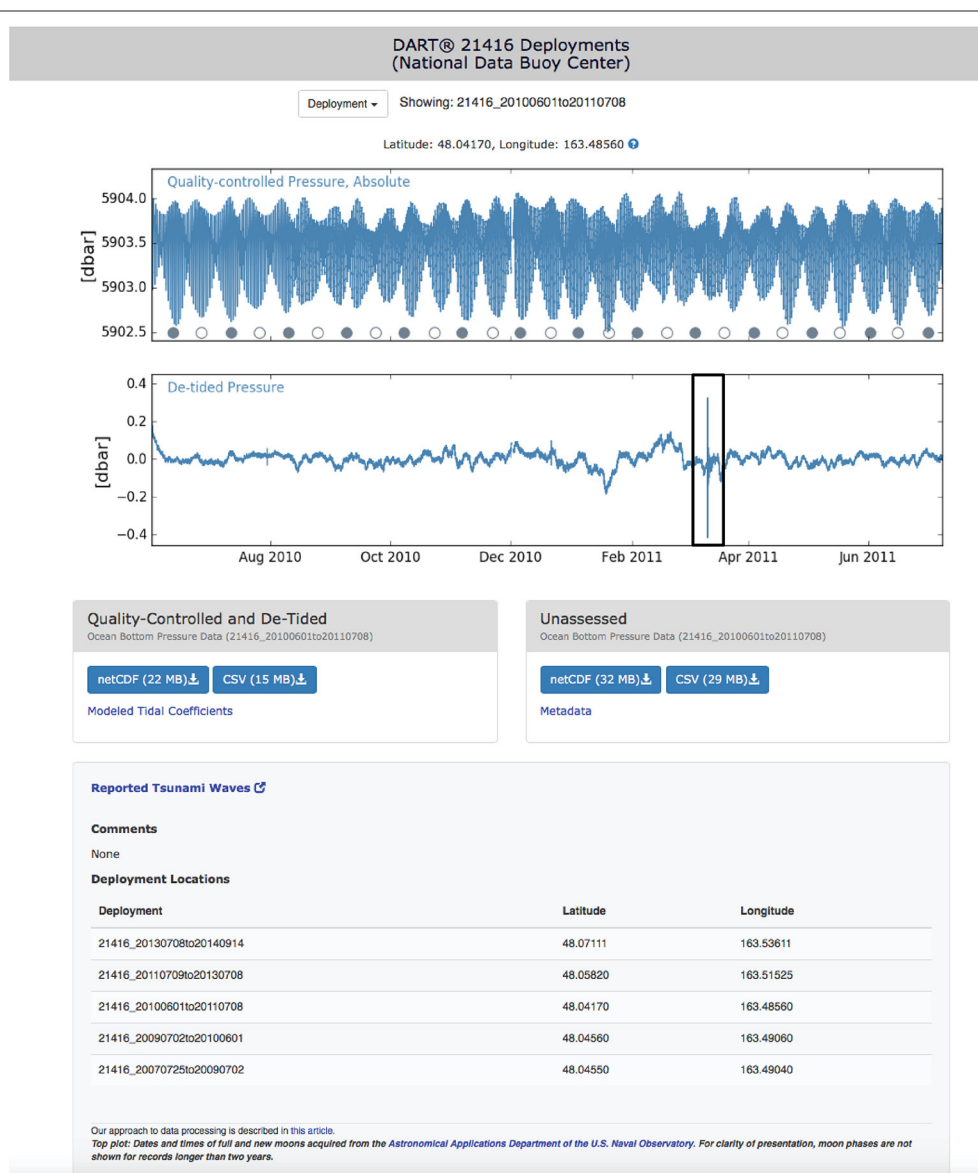 DART® 21416 Deployments
(National Data Buoy Center)
Deployment
Showing: 21416_20100601to20110708
Latitude: 48.04170, Longitude: 163.48560 ?
Quality-controlled Pressure, Absolute
5904.0
5903.5
5903.0
5902.5
[dbar]
De-tided Pressure
0.4
0.2
0.0
−0.2
−0.4
[dbar]
Aug 2010 Oct 2010 Dec 2010 Feb 2011 Apr 2011 Jun 2011
Quality-Controlled and De-Tided
Ocean Bottom Pressure Data (21416_20100601to20110708)
netCDF (22 MB) CSV (15 MB)
Modeled Tidal Coefficients
Unassessed
Ocean Bottom Pressure Data (21416_20100601to20110708)
netCDF (32 MB) CSV (29 MB)
Metadata
Reported Tsunami Waves
Comments
None
Deployment Locations
Deployment Latitude Longitude
21416_20130708to20140914 48.07111 163.53611
21416_20110709to20130708 48.05820 163.51525
21416_20100601to20110708 48.04170 163.48560
21416_20090702to20100601 48.04560 163.49060
21416_20070725to20090702 48.04550 163.49040
Our approach to data processing is described in this article.
Top plot: Dates and times of full and new moons acquired from the Astronomical Applications Department of the U.S. Naval Observatory. For clarity of presentation, moon phases are not
shown for records longer than two years.